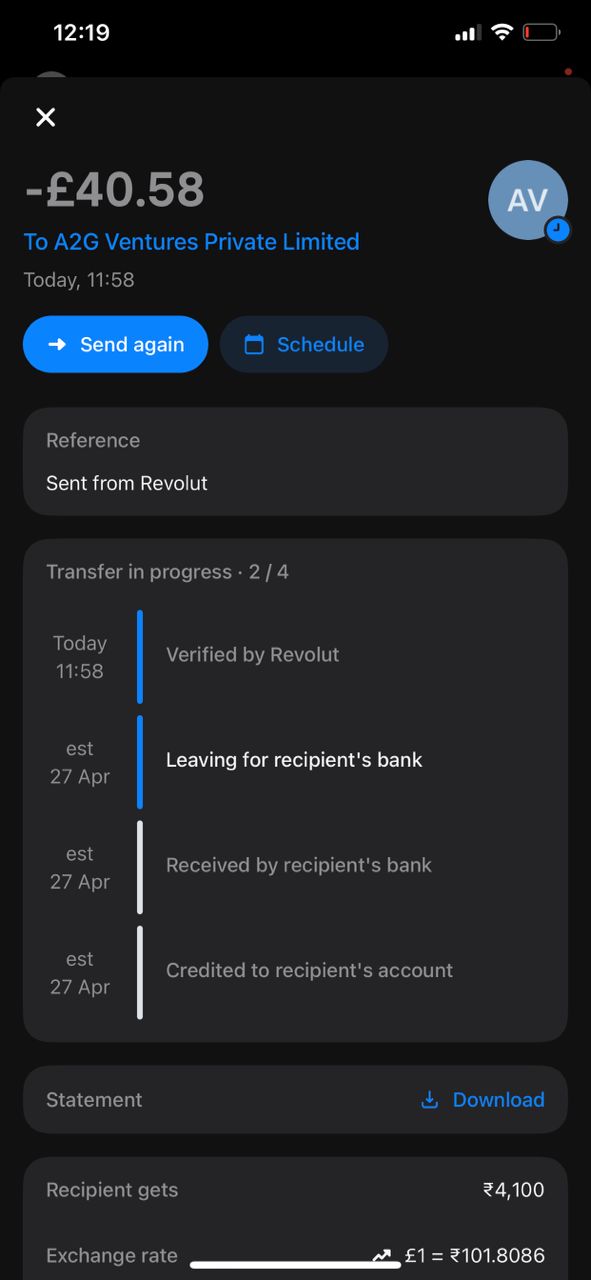 12:19
-£40.58
AV
To A2G Ventures Private Limited
Today, 11:58
Send again
Schedule
Reference
Sent from Revolut
Transfer in progress · 2 / 4
Today
11:58
Verified by Revolut
est
27 Apr
Leaving for recipient's bank
est
27 Apr
Received by recipient's bank
est
27 Apr
Credited to recipient's account
Statement
Download
Recipient gets
₹4,100
Exchange rate
£1 = ₹101.8086